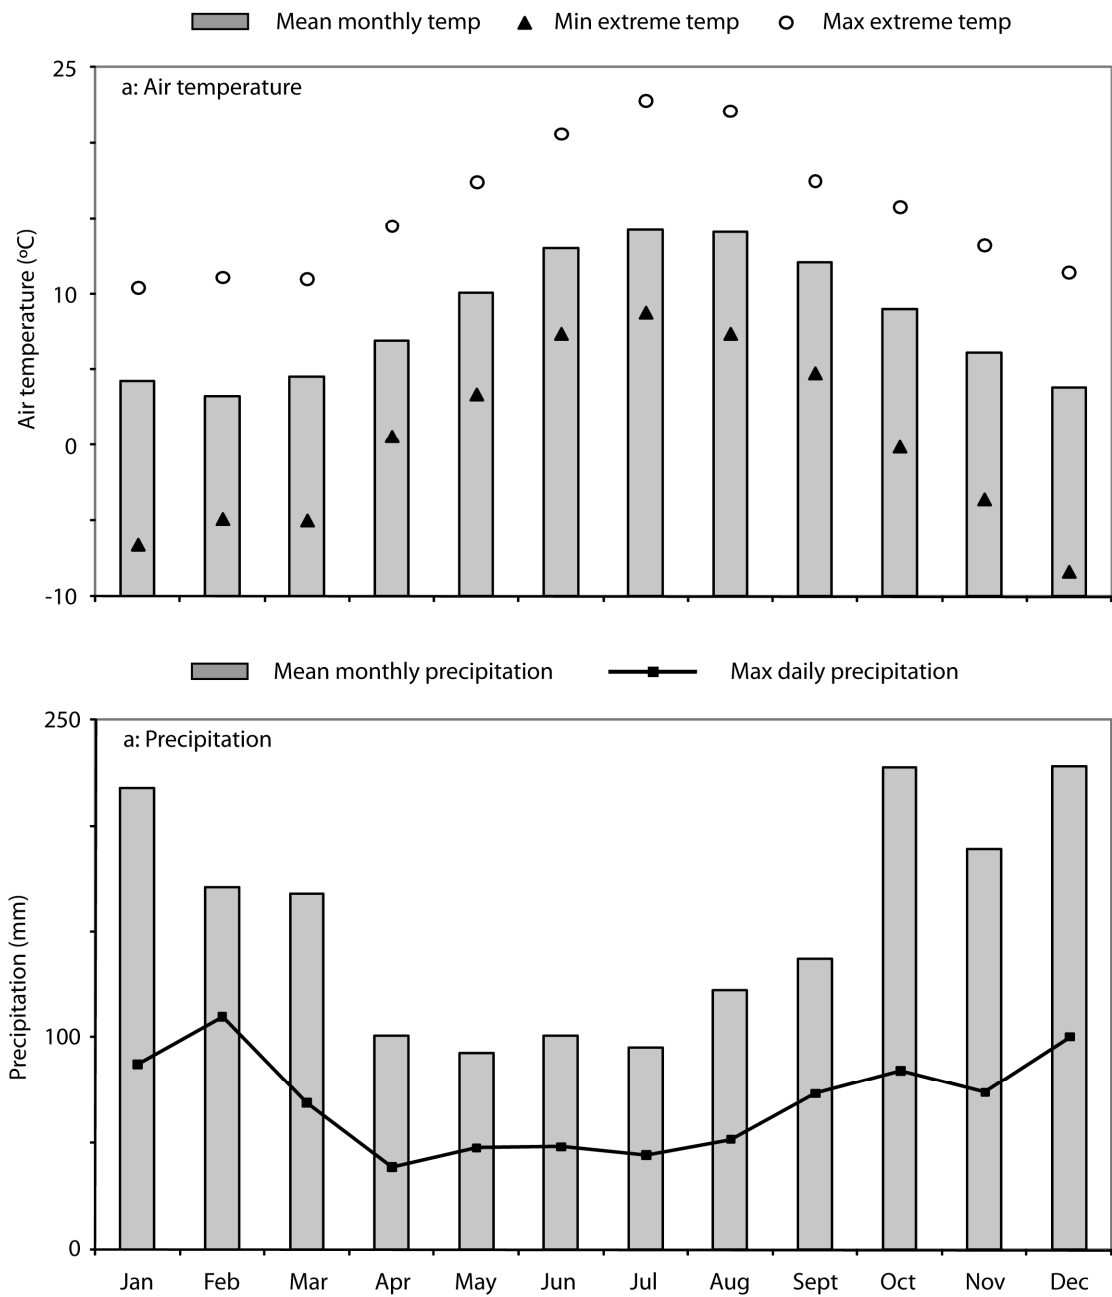 Mean monthly temp Min extreme temp Max extreme temp
25
a: Air temperature
Air temperature (ºC)
10
0
-10
Mean monthly precipitation Max daily precipitation
250
a: Precipitation
Precipitation (mm)
100
0
Jan Feb Mar Apr May Jun Jul Aug Sept Oct Nov Dec